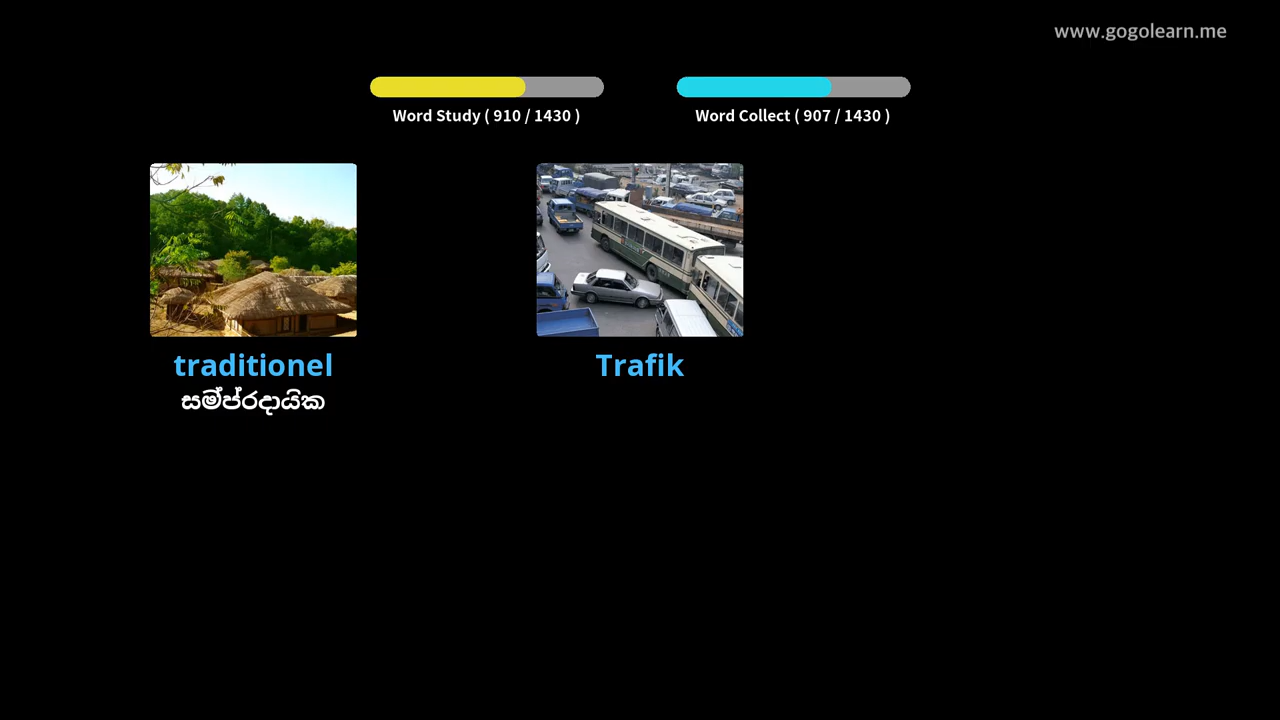 www.gogolearn.me
Word Study ( 910 / 1430 )
Word Collect ( 907 / 1430 )
traditionel
සම්ප්රදායික
Trafik